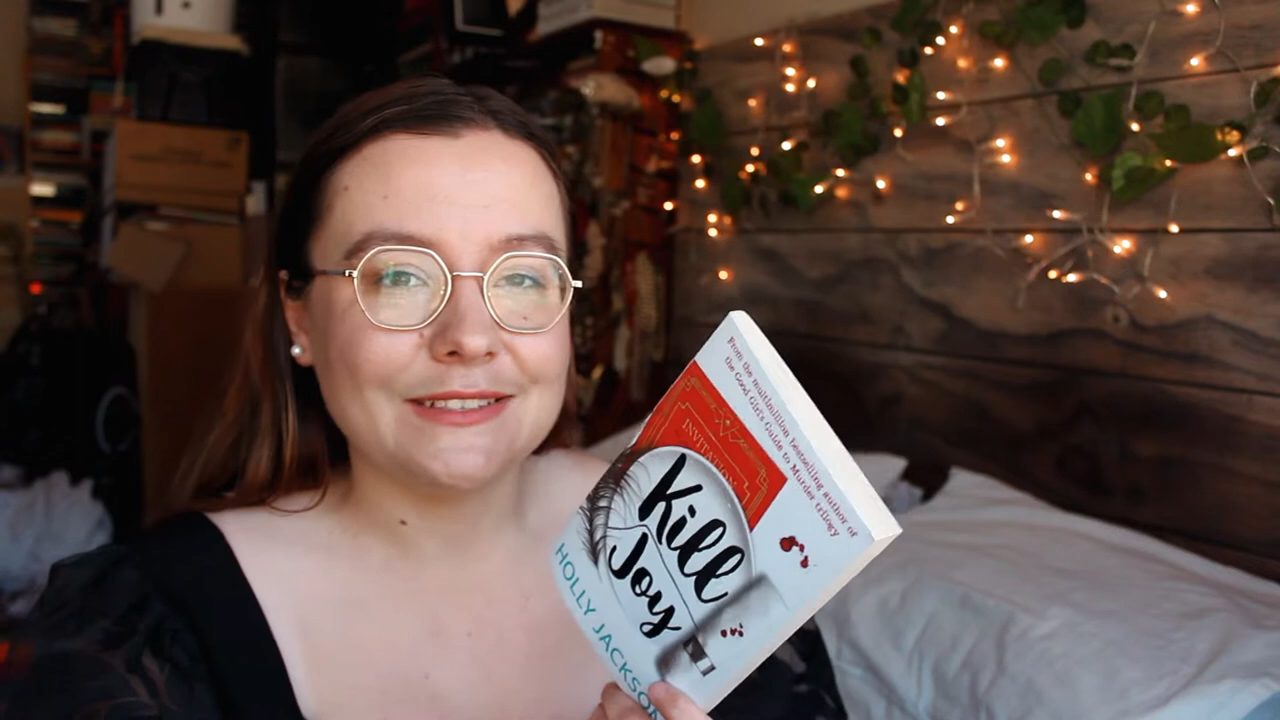 From the multimillion bestselling author of
the Good Girl's Guide to Murder trilogy
INVITATION
Kill
Joy
HOLLY JACKSON